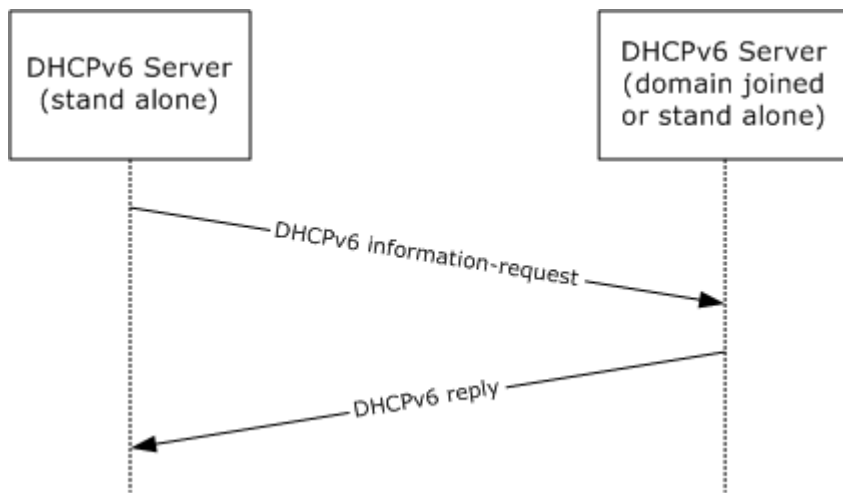 DHCPv6 Server
(stand alone)
DHCPv6 Server
(domain joined
or stand alone)
DHCPv6 information-request
DHCPv6 reply